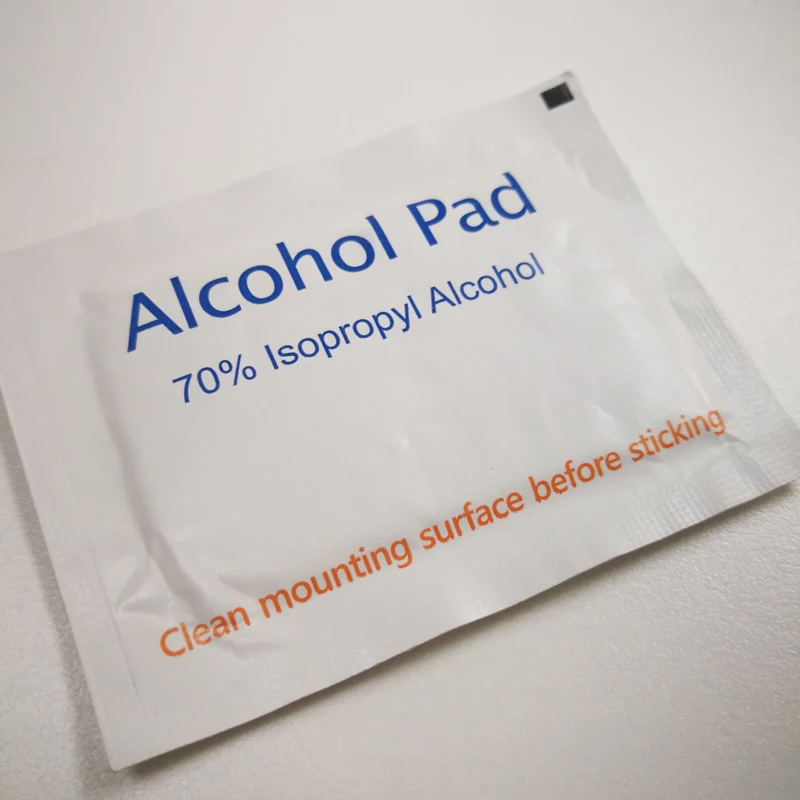 Alcohol Pad
70% Isopropyl Alcohol
Clean mounting surface before sticking